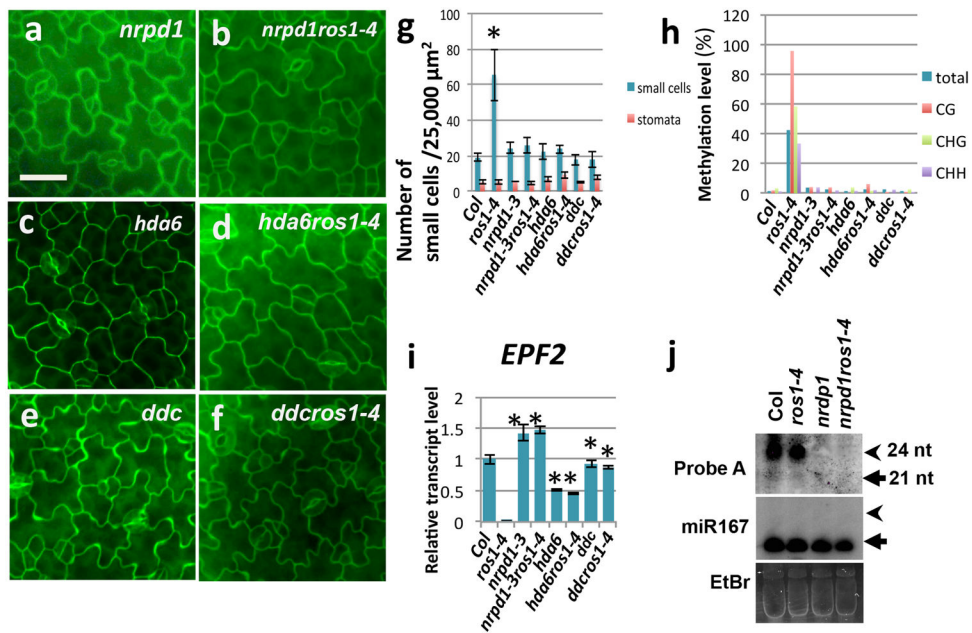 a
nrpd1
b
nrpd1ros1-4
c
hda6
d
hda6ros1-4
e
ddc
f
ddcros1-4
g
Number of
small cells /25,000 µm2
100
80
60
40
20
0
*
small cells
stomata
Col
ros1-4
nrpd1-3
nrpd1-3ros1-4
hda6
hda6ros1-4
ddc
ddcros1-4
h
Methylation level (%)
120
100
80
60
40
20
0
total
CG
CHG
CHH
Col
ros1-4
nrpd1-3
nrpd1-3ros1-4
hda6
hda6ros1-4
ddc
ddcros1-4
i
EPF2
Relative transcript level
2
1.5
1
0.5
0
* * * * * *
Col
ros1-4
nrpd1-3
nrpd1-3ros1-4
hda6
hda6ros1-4
ddc
ddcros1-4
j
Col
ros1-4
nrdp1
nrpd1ros1-4
Probe A
24 nt
21 nt
miR167
EtBr